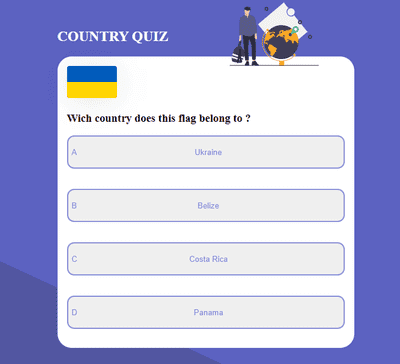 COUNTRY QUIZ
Wich country does this flag belong to ?
A Ukraine
B Belize
C Costa Rica
D Panama